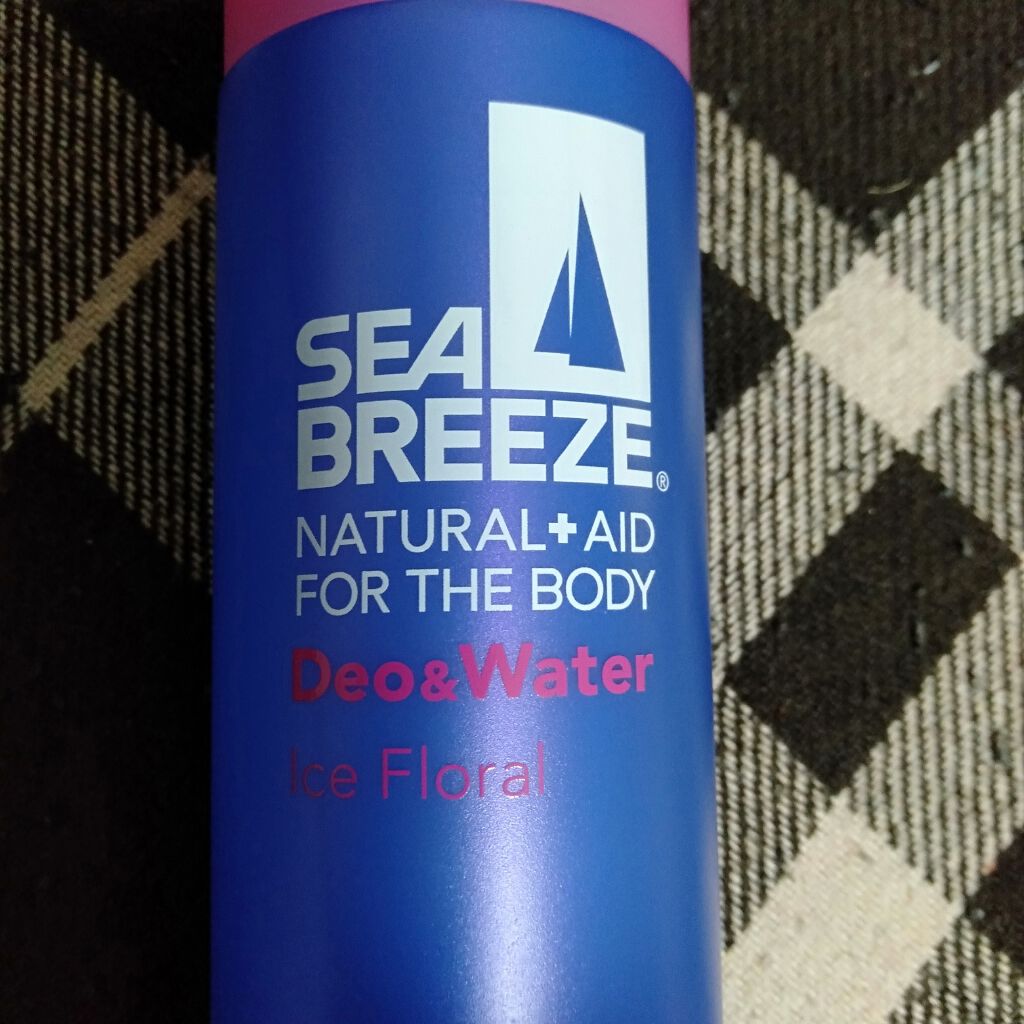 SEA
BREEZE®
NATURAL+AID
FOR THE BODY
Deo&Water
Ice Floral